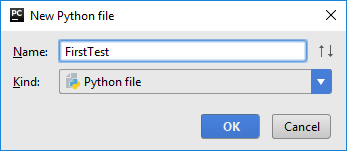 PC New Python file
Name: FirstTest
Kind: Python file
OK Cancel